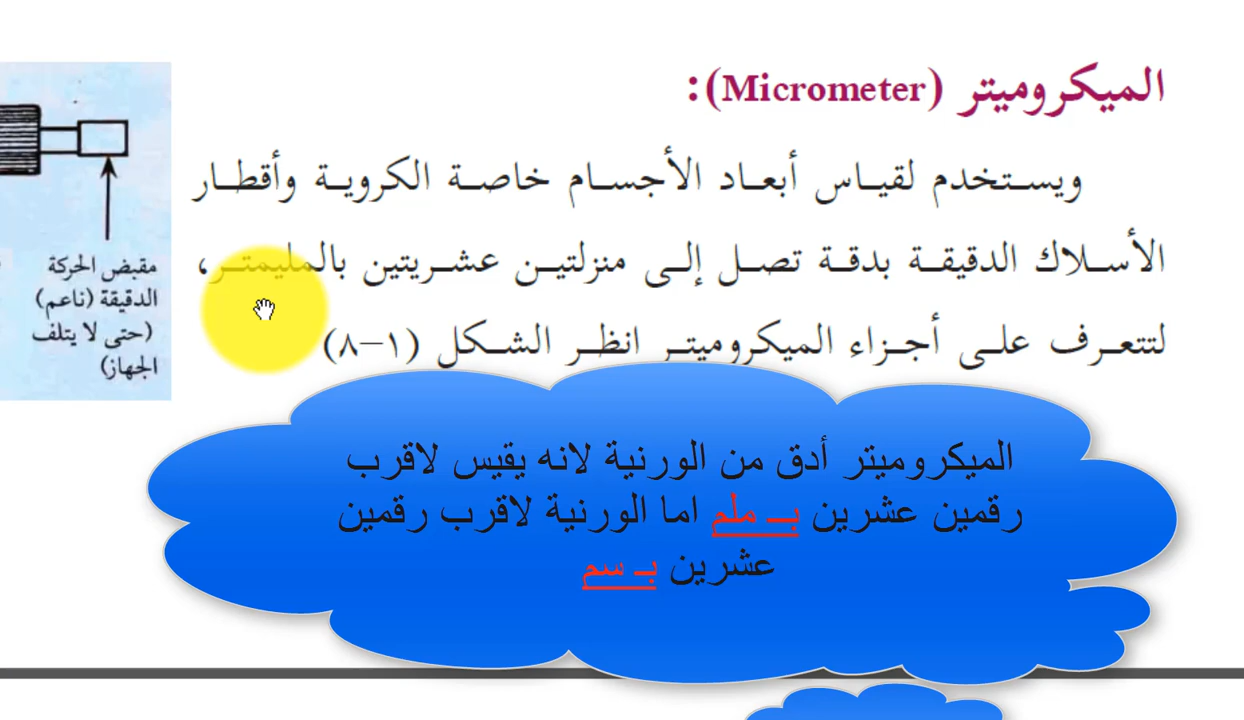 الميكروميتر (Micrometer):
ويستخدم لقياس أبعاد الأجسام خاصة الكروية وأقطار
الأسلاك الدقيقة بدقة تصل إلى منزلتين عشريتين بالمليمتر،
لتتعرف على أجزاء الميكروميتر انظر الشكل (١-٨)
مقبض الحركة
الدقيقة (ناعم)
(حتى لا يتلف
الجهاز)
الميكروميتر أدق من الورنية لانه يقيس لاقرب
رقمين عشرين بـ ملم اما الورنية لاقرب رقمين
عشرين بـ سم